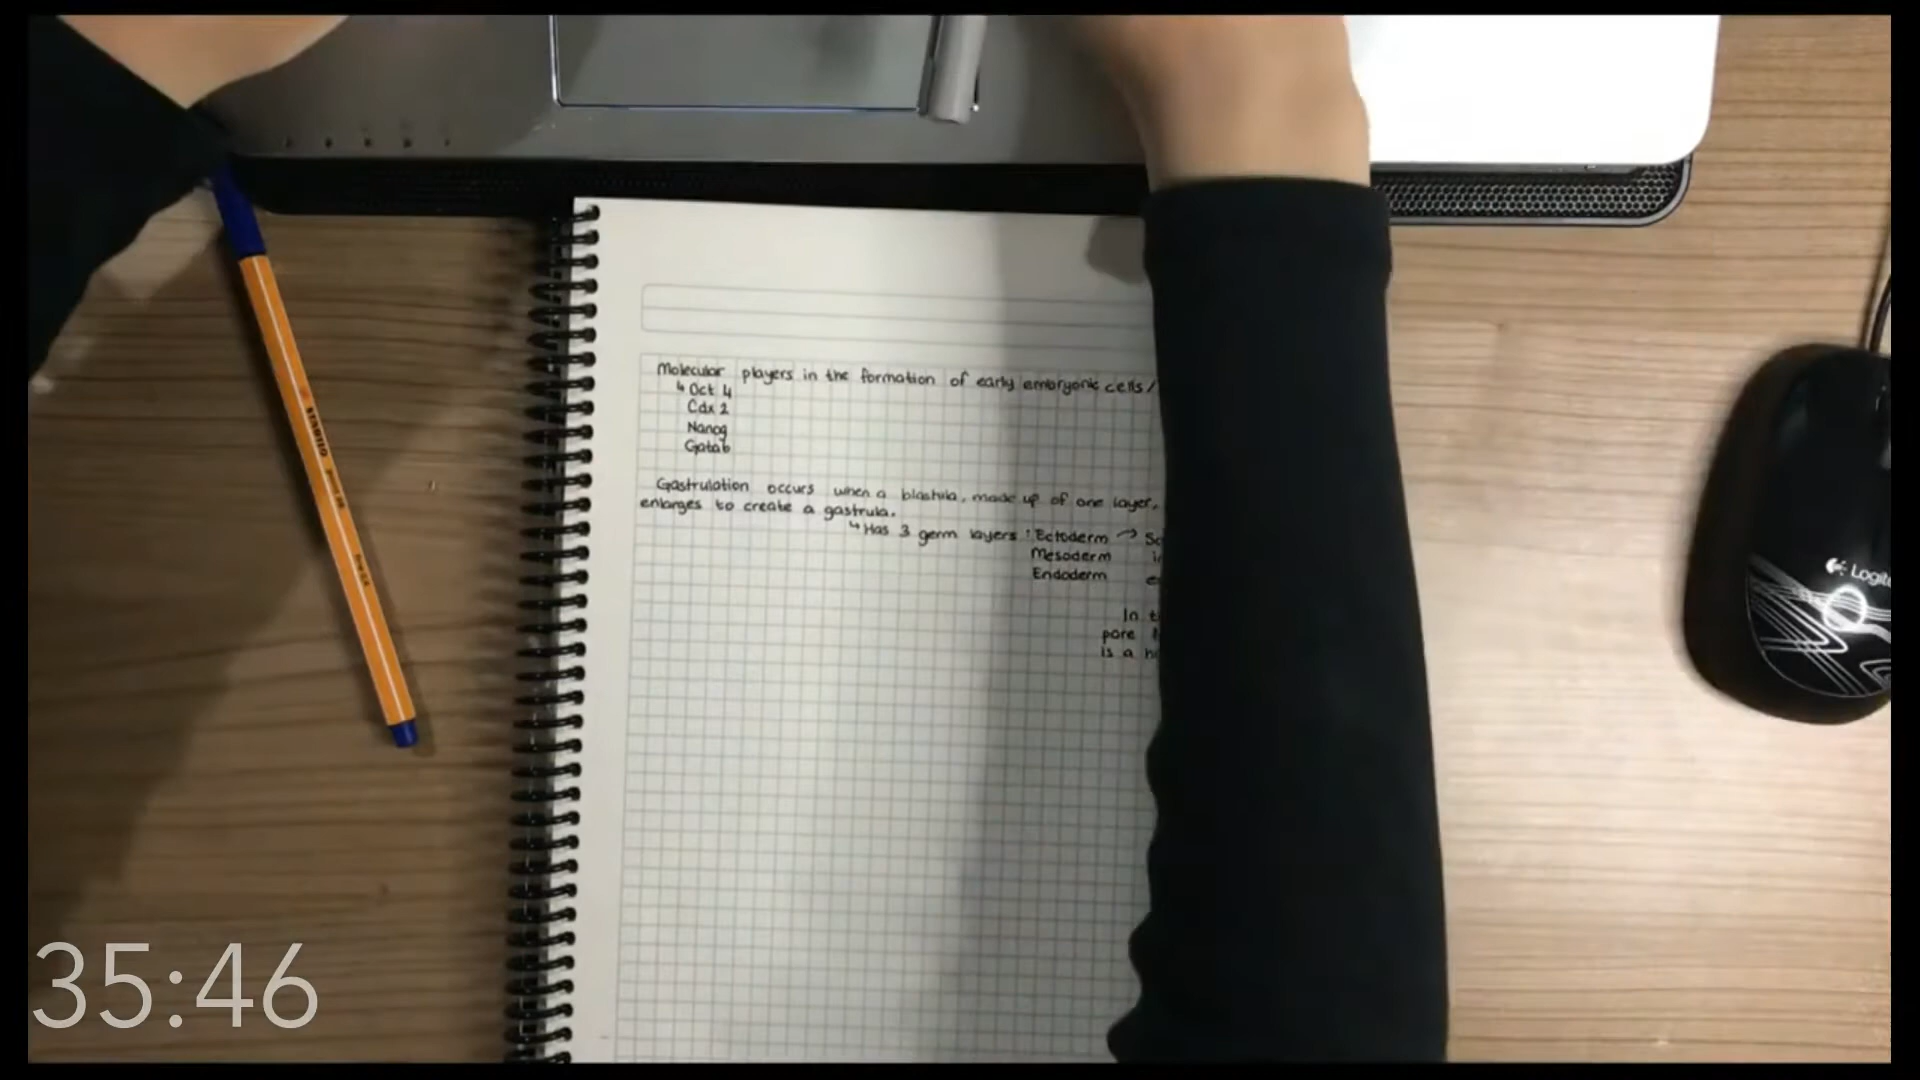 Molecular players in the formation of early embryonic cells/
↳ Oct 4
Cdx 2
Nanog
Gata6
Gastrulation occurs when a blastula, made up of one layer,
enlarges to create a gastrula.
↳ Has 3 germ layers : Ectoderm →
Mesoderm
Endoderm
In
pore
is a
STABILO
Logite
35:46